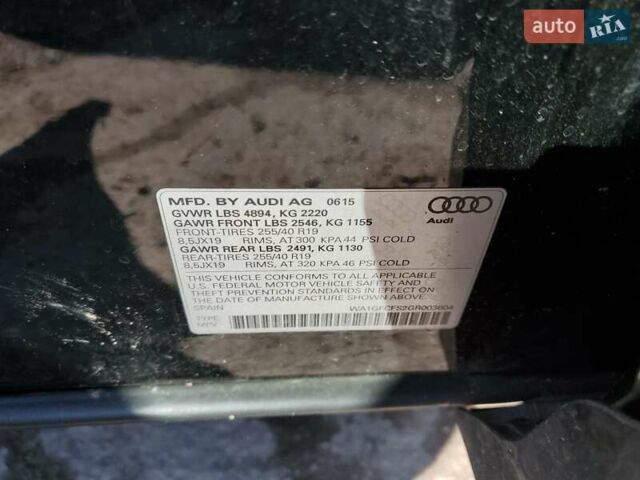 auto RIA .com
MFD. BY AUDI AG 0615
GVWR LBS 4894, KG 2220
GAWR FRONT LBS 2546, KG 1155
FRONT-TIRES 255/40 R19
8,5JX19 RIMS, AT 300 KPA 44 PSI COLD
GAWR REAR LBS 2491, KG 1130
REAR-TIRES 255/40 R19
8,5JX19 RIMS, AT 320 KPA 46 PSI COLD
THIS VEHICLE CONFORMS TO ALL APPLICABLE
U.S. FEDERAL MOTOR VEHICLE SAFETY AND
THEFT PREVENTION STANDARDS IN EFFECT ON
THE DATE OF MANUFACTURE SHOWN ABOVE.
SPAIN WA1GFCFS2GR003604
TYPE: MPV
Audi